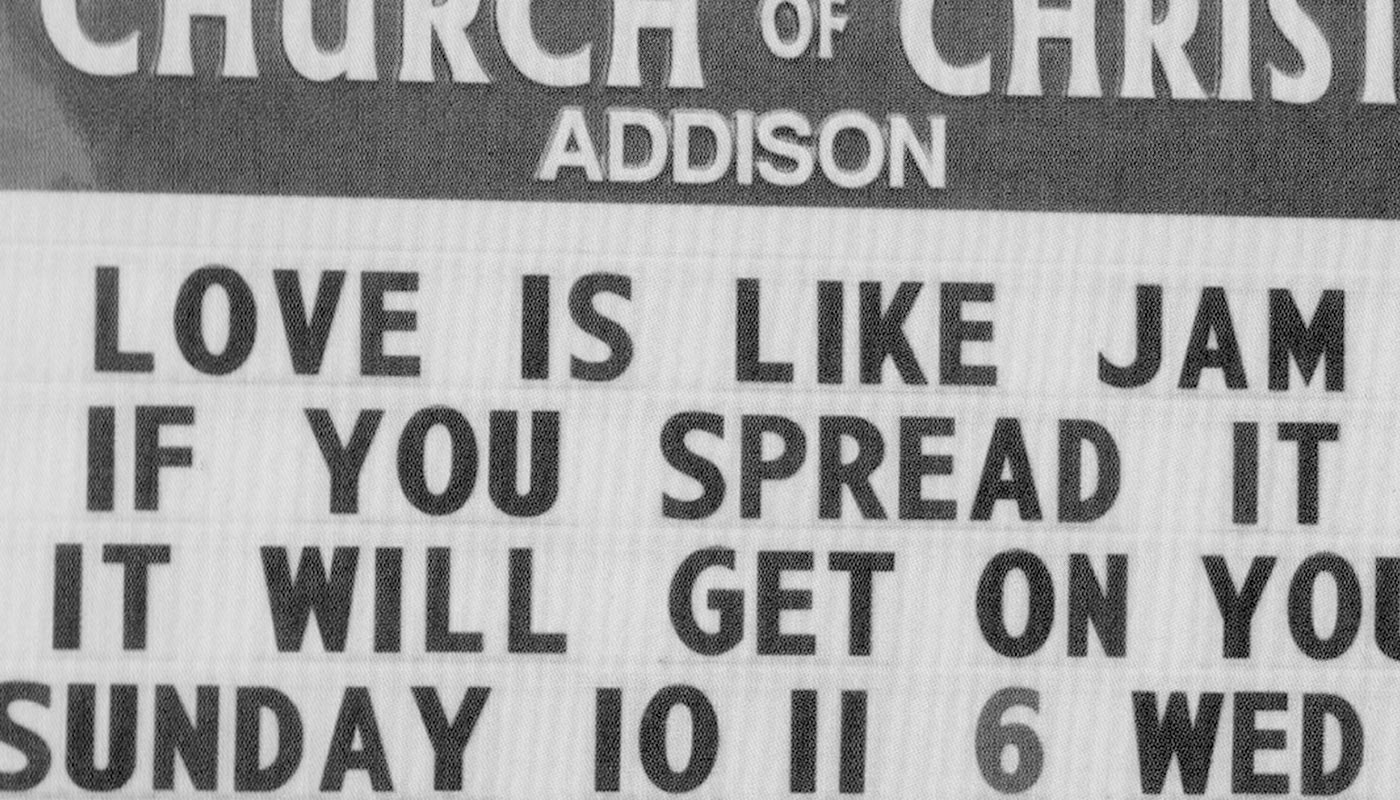 CHURCH OF CHRIST
ADDISON
LOVE IS LIKE JAM
IF YOU SPREAD IT
IT WILL GET ON YOU
SUNDAY 10 11 6 WED